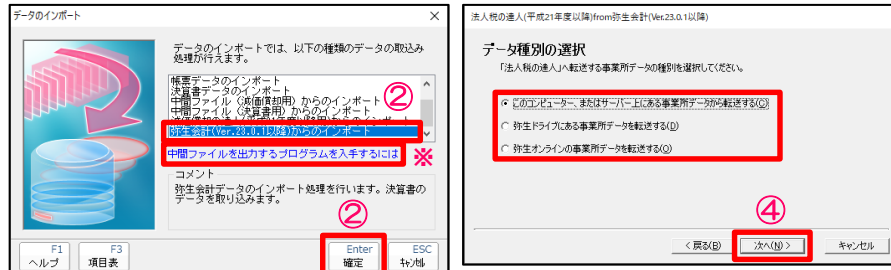 データのインポート
×
データのインポートでは、以下の種類のデータの取込み
処理が行えます。
帳票データのインポート
決算書データのインポート
中間ファイル（減価償却用）からのインポート
中間ファイル（決算書用）からのインポート
弥生会計(Ver.23.0.1以降)からのインポート
②
中間ファイルを出力するプログラムを入手するには
※
コメント
弥生会計データのインポート処理を行います。決算書の
データを取り込みます。
②
F1
ヘルプ
F3
項目表
Enter
確定
ESC
ｷｬﾝｾﾙ
法人税の達人(平成21年度以降)from弥生会計(Ver.23.0.1以降)
データ種別の選択
「法人税の達人」へ転送する事業所データの種別を選択してください。
このコンピューター、またはサーバー上にある事業所データから転送する(C)
弥生ドライブにある事業所データを転送する(D)
弥生オンラインの事業所データを転送する(O)
④
< 戻る(B)
次へ(N) >
キャンセル